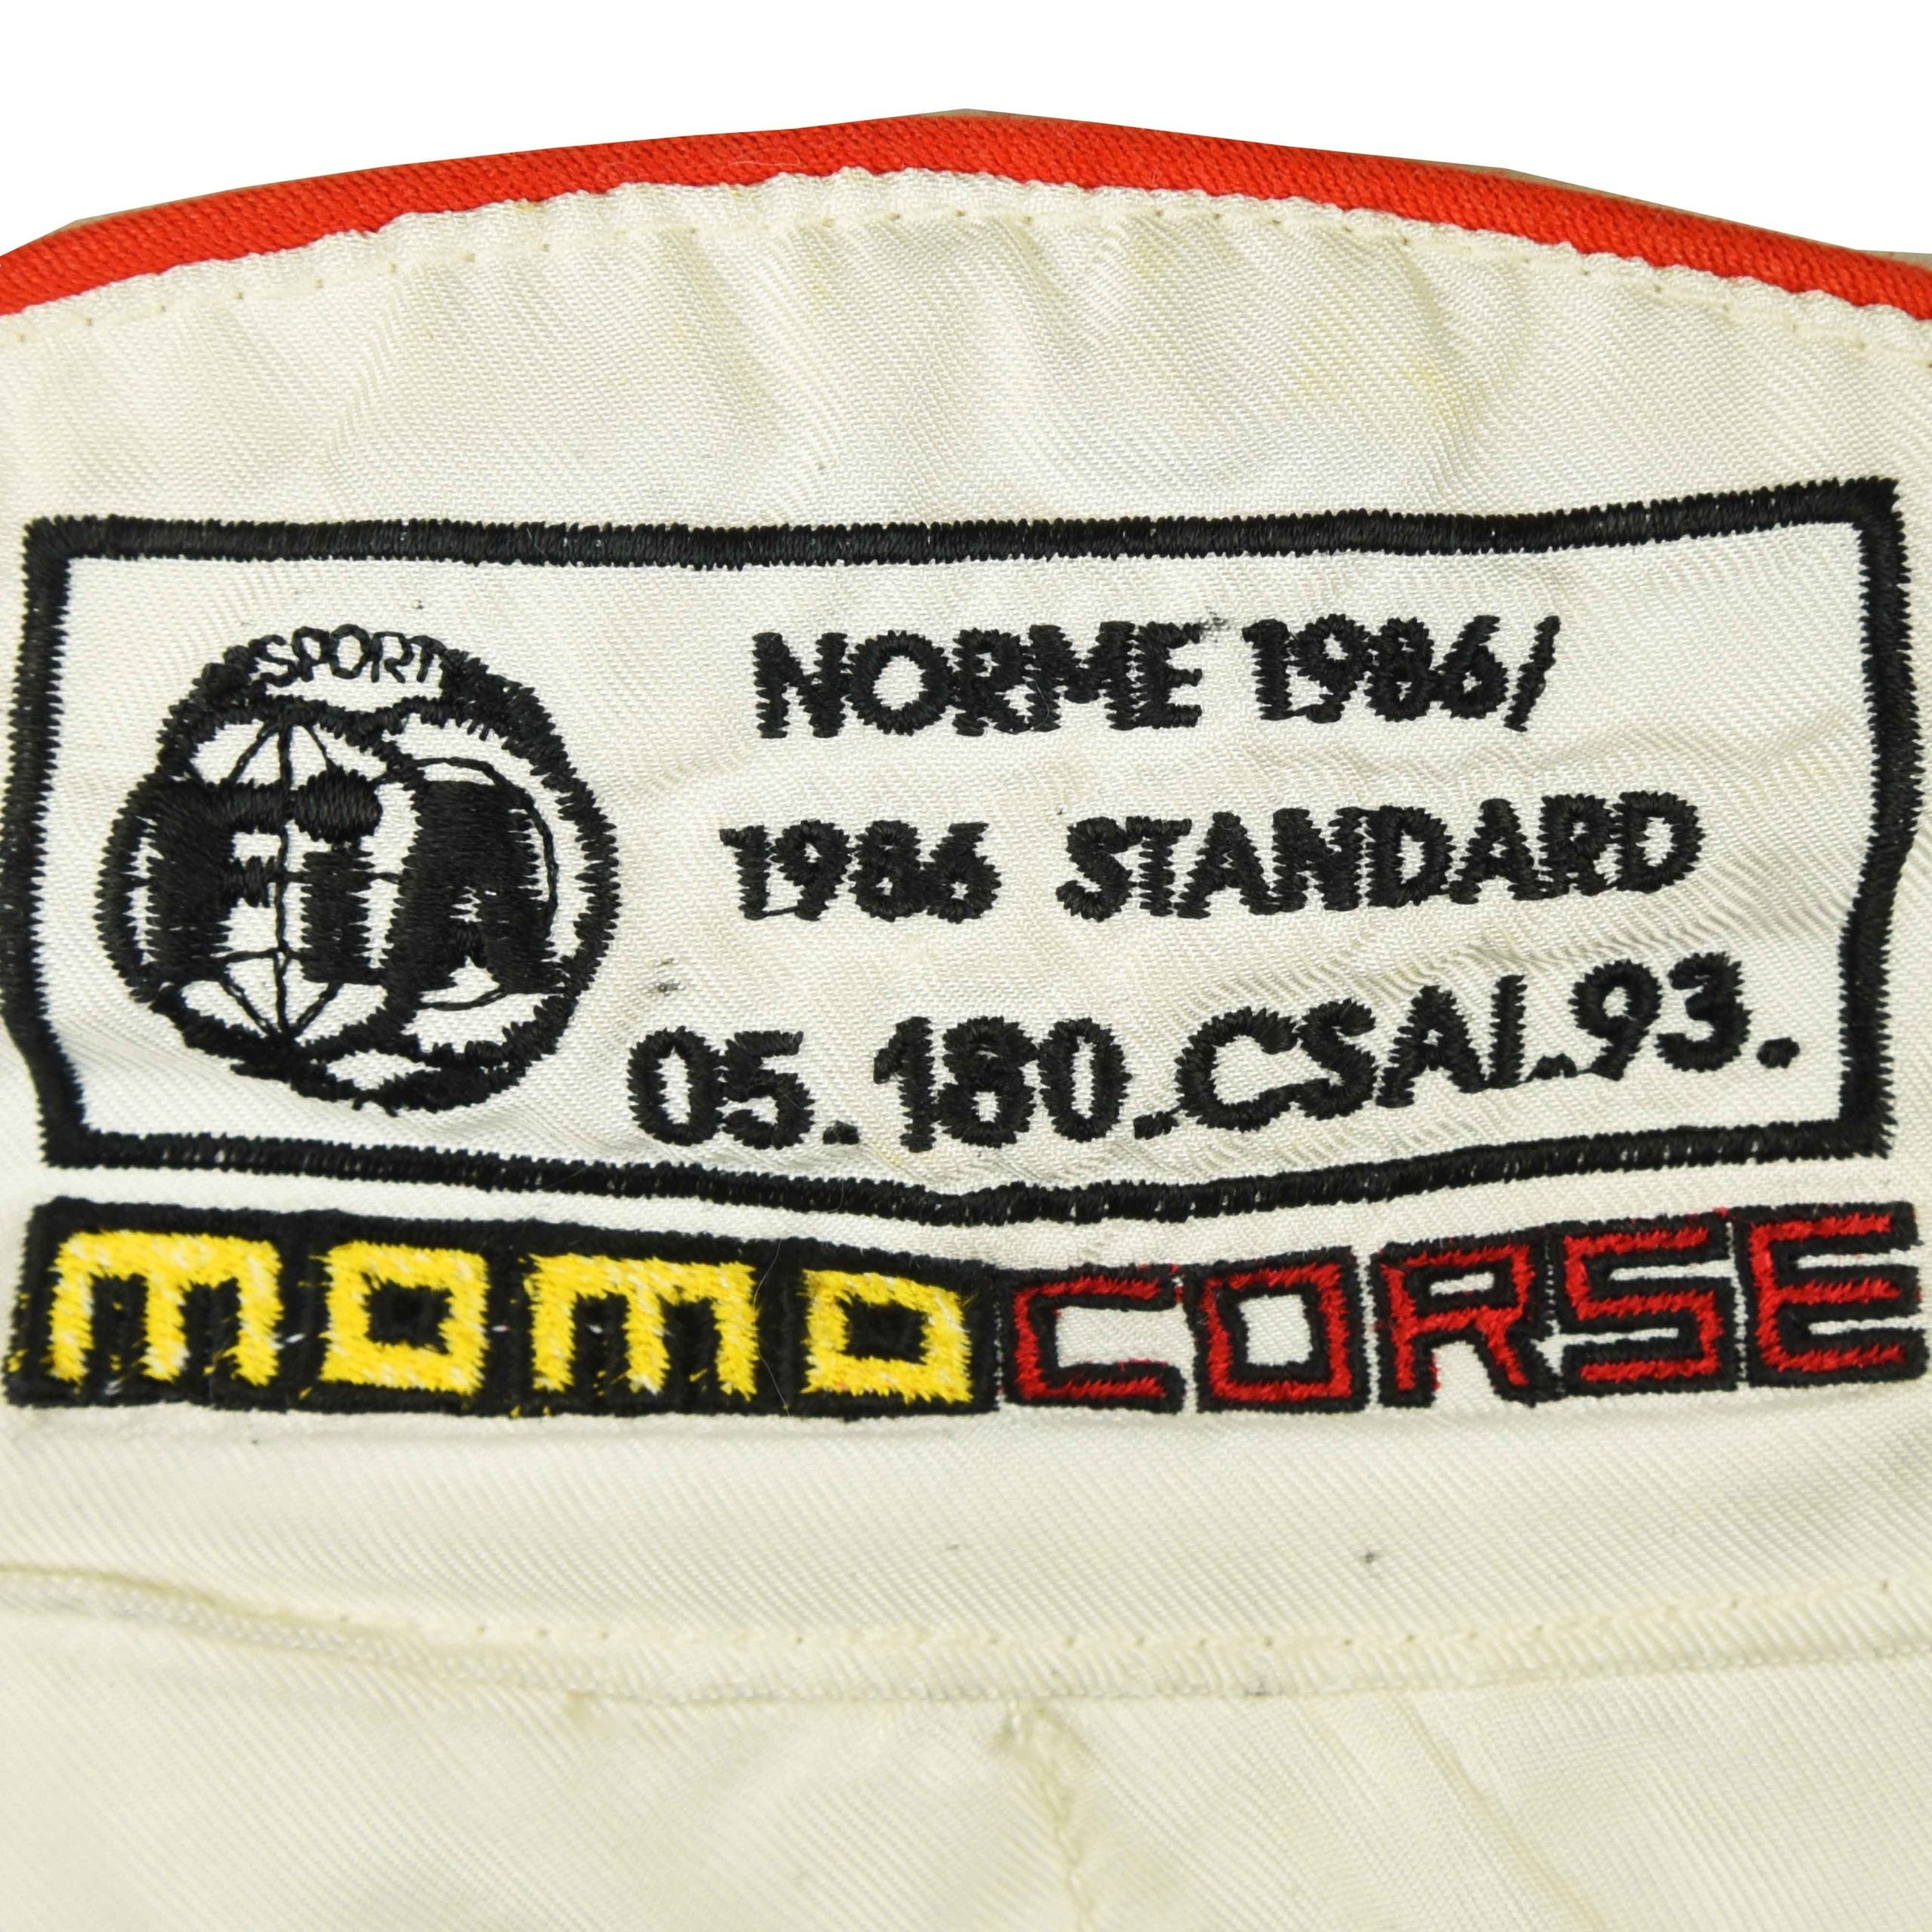 SPORT
FIA
NORME 1986/
1986 STANDARD
05.180.CSAI.93.
MOMO CORSE